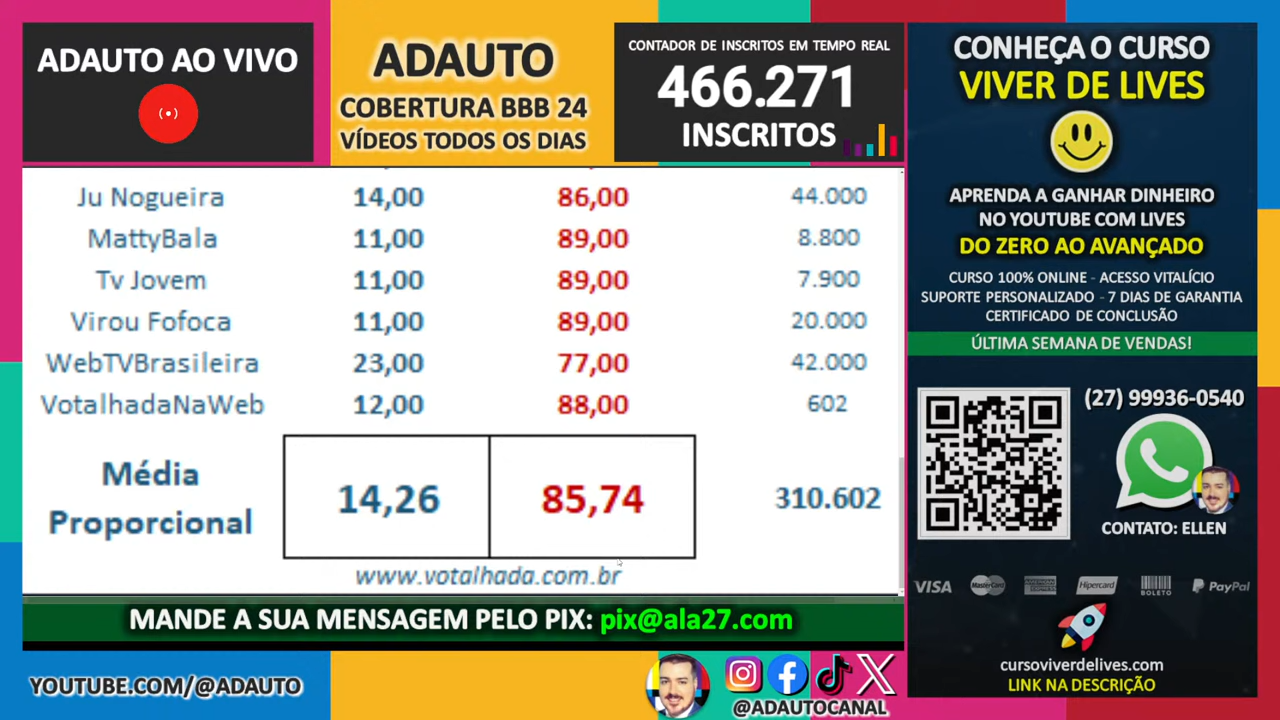 ADAUTO AO VIVO
ADAUTO
COBERTURA BBB 24
VÍDEOS TODOS OS DIAS
CONTADOR DE INSCRITOS EM TEMPO REAL
466.271
INSCRITOS
CONHEÇA O CURSO
VIVER DE LIVES
APRENDA A GANHAR DINHEIRO
NO YOUTUBE COM LIVES
DO ZERO AO AVANÇADO
CURSO 100% ONLINE - ACESSO VITALÍCIO
SUPORTE PERSONALIZADO - 7 DIAS DE GARANTIA
CERTIFICADO DE CONCLUSÃO
ÚLTIMA SEMANA DE VENDAS!
(27) 99936-0540
CONTATO: ELLEN
VISA MasterCard AMERICAN EXPRESS Hipercard BOLETO PayPal
cursoviverdelives.com
LINK NA DESCRIÇÃO
Ju Nogueira 14,00 86,00 44.000
MattyBala 11,00 89,00 8.800
Tv Jovem 11,00 89,00 7.900
Virou Fofoca 11,00 89,00 20.000
WebTVBrasileira 23,00 77,00 42.000
VotalhadaNaWeb 12,00 88,00 602
Média
Proporcional 14,26 85,74 310.602
www.votalhada.com.br
MANDE A SUA MENSAGEM PELO PIX: pix@ala27.com
YOUTUBE.COM/@ADAUTO
@ADAUTOCANAL